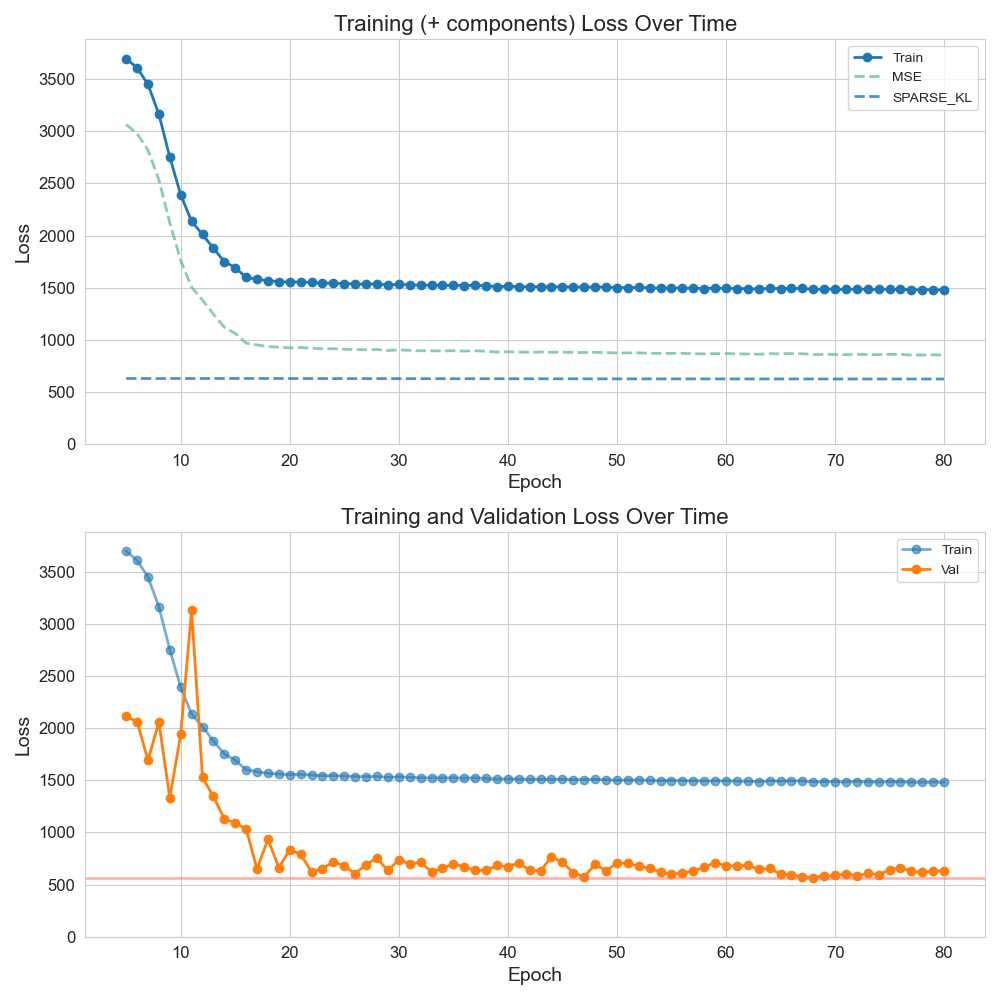 Training (+ components) Loss Over Time
Loss
3500
3000
2500
2000
1500
1000
500
0
Train
MSE
SPARSE_KL
10 20 30 40 50 60 70 80
Epoch
Training and Validation Loss Over Time
Loss
3500
3000
2500
2000
1500
1000
500
0
Train
Val
10 20 30 40 50 60 70 80
Epoch